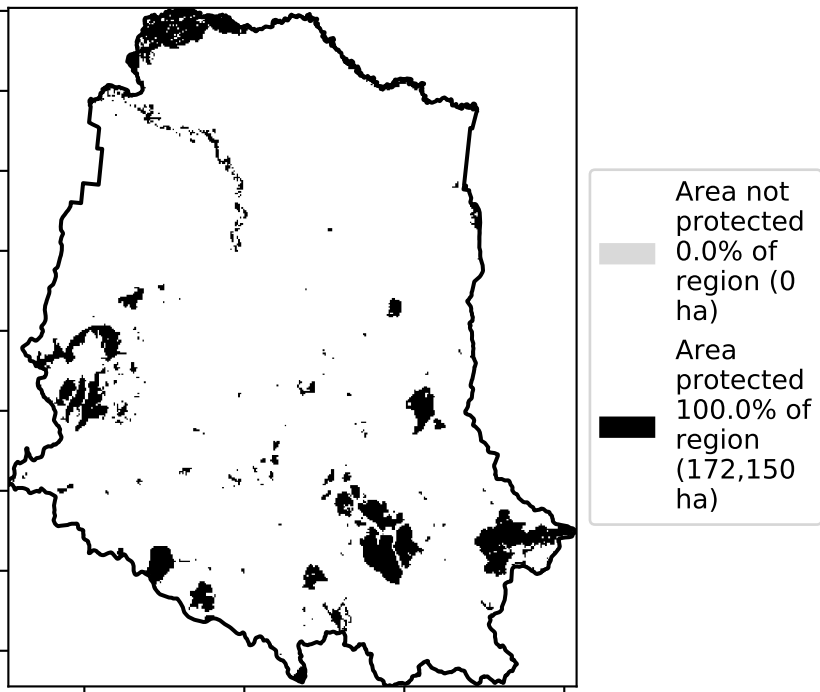 Area not
protected
0.0% of
region (0
ha)
Area
protected
100.0% of
region
(172,150
ha)